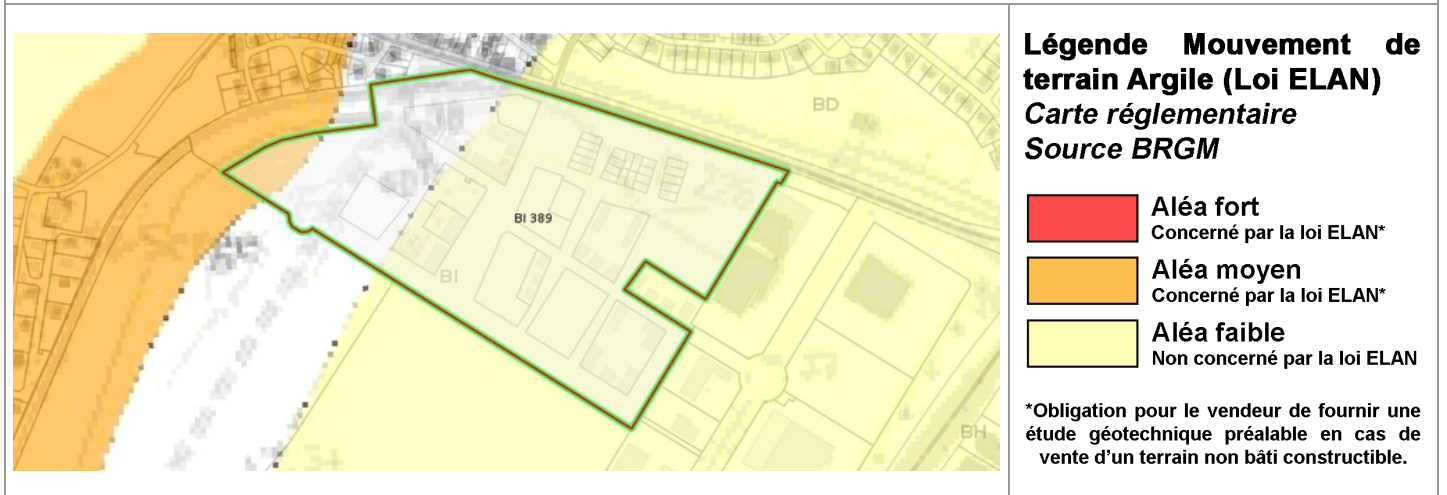 BD
BI 389
BI
BH
Légende Mouvement de
terrain Argile (Loi ELAN)
Carte réglementaire
Source BRGM
Aléa fort
Concerné par la loi ELAN*
Aléa moyen
Concerné par la loi ELAN*
Aléa faible
Non concerné par la loi ELAN
*Obligation pour le vendeur de fournir une
étude géotechnique préalable en cas de
vente d’un terrain non bâti constructible.